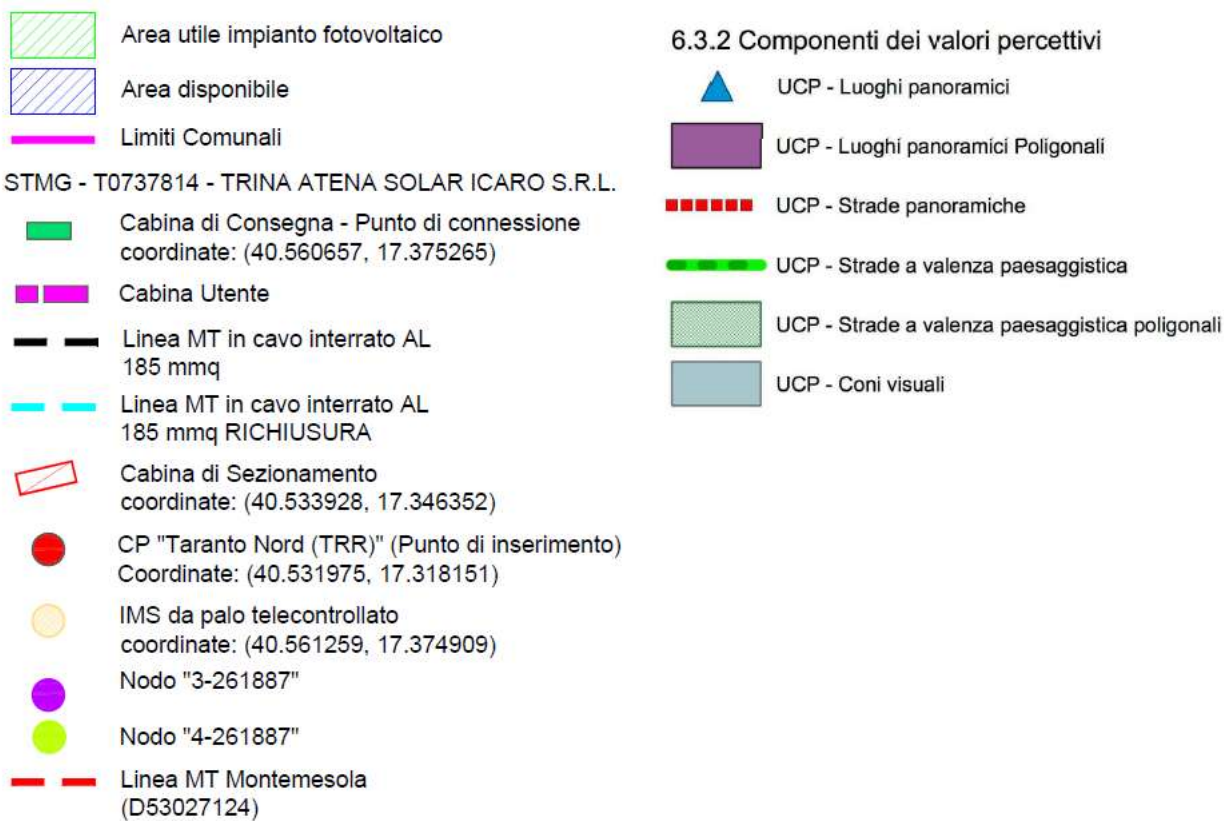 Area utile impianto fotovoltaico
Area disponibile
Limiti Comunali
STMG - T0737814 - TRINA ATENA SOLAR ICARO S.R.L.
Cabina di Consegna - Punto di connessione
coordinate: (40.560657, 17.375265)
Cabina Utente
Linea MT in cavo interrato AL
185 mmq
Linea MT in cavo interrato AL
185 mmq RICHIUSURA
Cabina di Sezionamento
coordinate: (40.533928, 17.346352)
CP "Taranto Nord (TRR)" (Punto di inserimento)
Coordinate: (40.531975, 17.318151)
IMS da palo telecontrollato
coordinate: (40.561259, 17.374909)
Nodo "3-261887"
Nodo "4-261887"
Linea MT Montemesola
(D53027124)
6.3.2 Componenti dei valori percettivi
UCP - Luoghi panoramici
UCP - Luoghi panoramici Poligonali
UCP - Strade panoramiche
UCP - Strade a valenza paesaggistica
UCP - Strade a valenza paesaggistica poligonali
UCP - Coni visuali